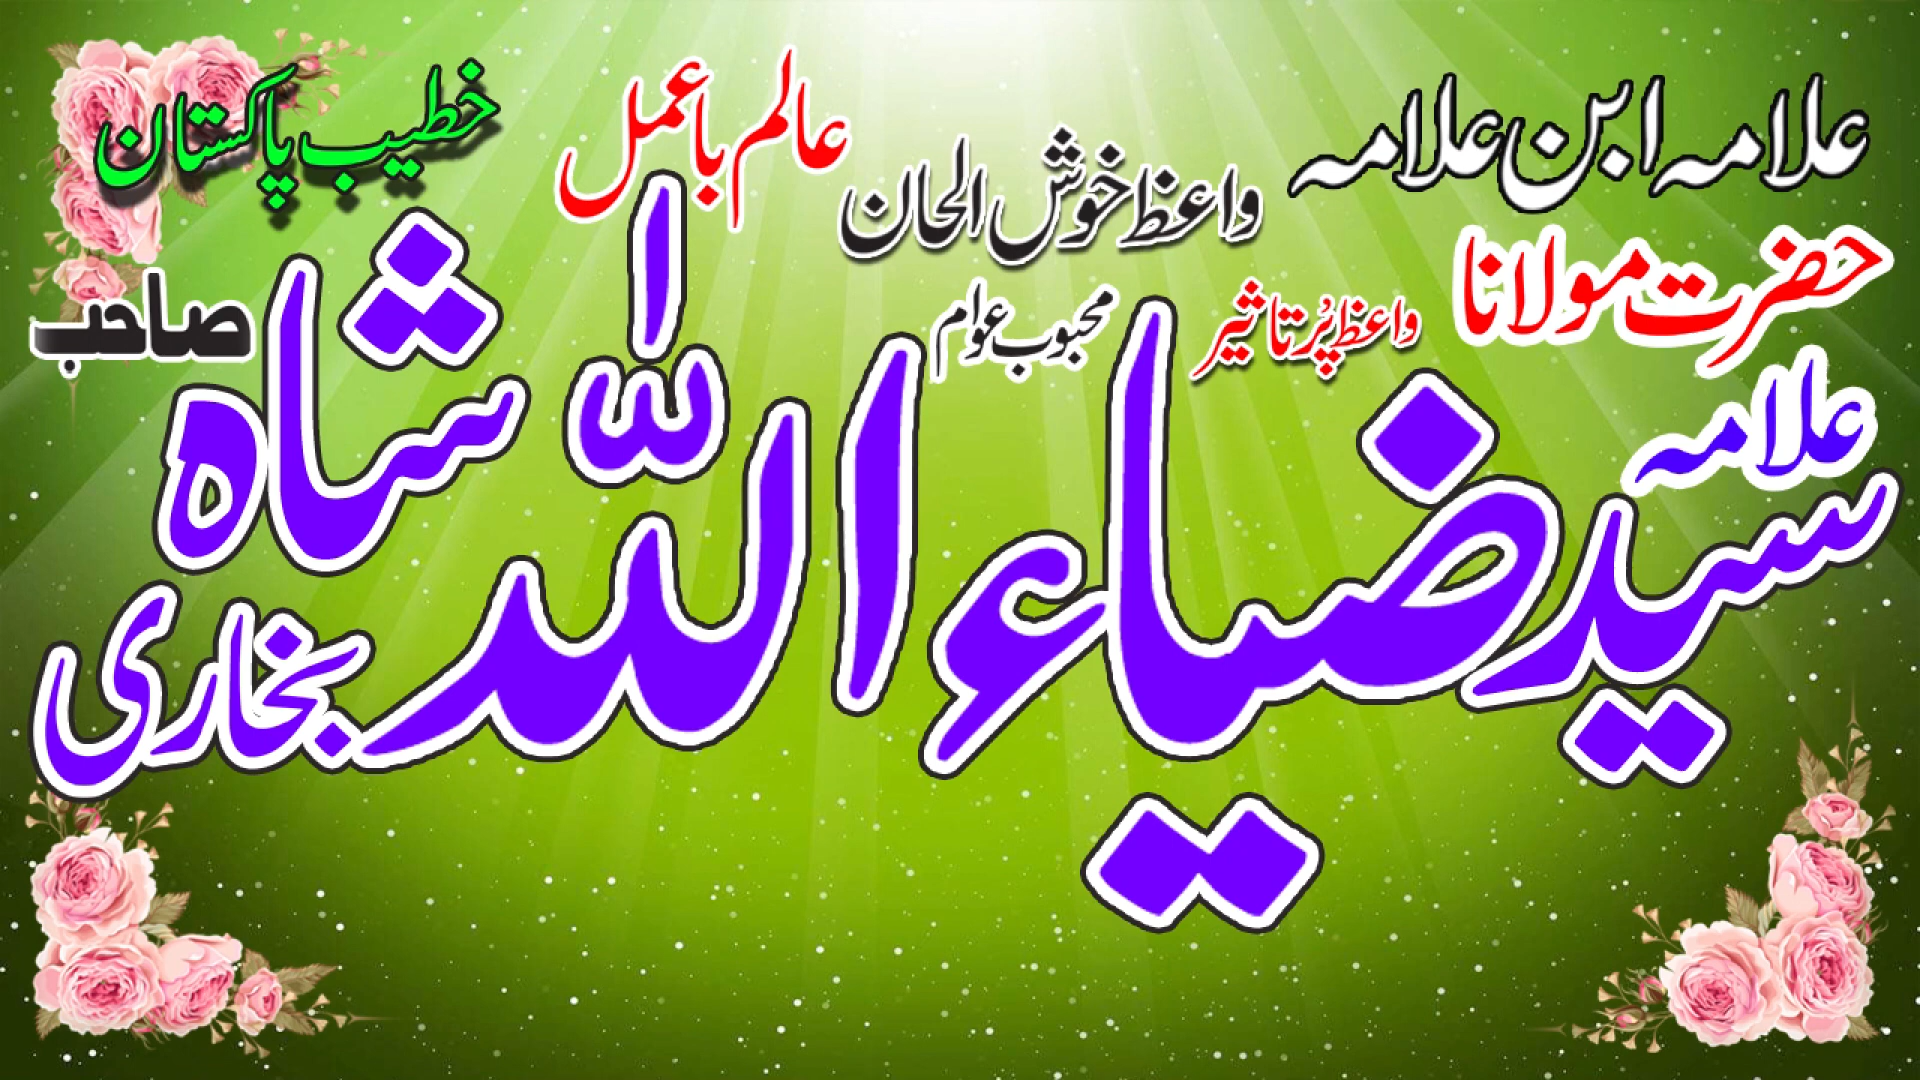 علامہ ابن علامہ
واعظ خوش الحان
عالم باعمل
خطیب پاکستان
حضرت مولانا
واعظ پُرتاثیر
محبوب عوام
علامہ
سید ضیاء اللہ شاہ
صاحب
بخاری